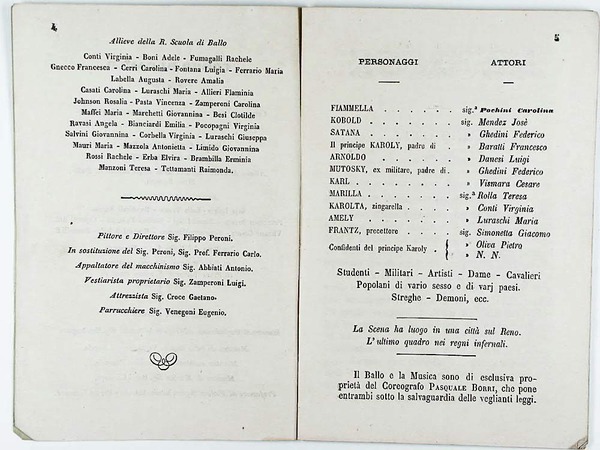 4
Allieve della R. Scuola di Ballo
Conti Virginia - Boni Adele - Fumagalli Rachele
Gnecco Francesca - Cerri Carolina - Fontana Luigia - Ferrario Maria
Labella Augusta - Rovere Amalia
Casati Carolina - Luraschi Maria - Allieri Flaminia
Johnson Rosalia - Pasta Vincenza - Zamperoni Carolina
Maffei Maria - Marchetti Giovannina - Besi Clotilde
Ravasi Angela - Bianciardi Emilia - Pocopagni Virginia
Salvini Giovannina - Corbella Virginia - Luraschi Giuseppa
Mauri Maria - Mazzola Antonietta - Limido Giovannina
Rossi Rachele - Erba Elvira - Brambilla Erminia
Manzoni Teresa - Tettamanti Raimonda.
Pittore e Direttore Sig. Filippo Peroni.
In sostituzione del Sig. Peroni, Sig. Prof. Ferrario Carlo.
Appaltatore del macchinismo Sig. Abbiati Antonio.
Vestiarista proprietario Sig. Zamperoni Luigi.
Attrezzista Sig. Croce Gaetano.
Parrucchiere Sig. Venegoni Eugenio.
5
PERSONAGGI ATTORI
FIAMMELLA . . . . . . sig.a Pochini Carolina
KOBOLD . . . . . . . sig. Mendez Josè
SATANA . . . . . . . » Ghedini Federico
Il principe KAROLY, padre di . » Baratti Francesco
ARNOLDO . . . . . . » Danesi Luigi
MUTOSKY, ex militare, padre di . » Ghedini Federico
KARL . . . . . . . . » Vismara Cesare
MARILLA . . . . . . . sig.a Rolla Teresa
KAROLTA, zingarella . . . . » Conti Virginia
AMELY . . . . . . . » Luraschi Maria
FRANTZ, precettore . . . . sig. Simonetta Giacomo
Confidenti del principe Karoly . { » Oliva Pietro
» N. N.
Studenti - Militari - Artisti - Dame - Cavalieri
Popolani di vario sesso e di varj paesi.
Streghe - Demoni, ecc.
La Scena ha luogo in una città sul Reno.
L'ultimo quadro nei regni infernali.
Il Ballo e la Musica sono di esclusiva pro-
prietà del Coreografo PASQUALE BORRI, che pone
entrambi sotto la salvaguardia delle veglianti leggi.